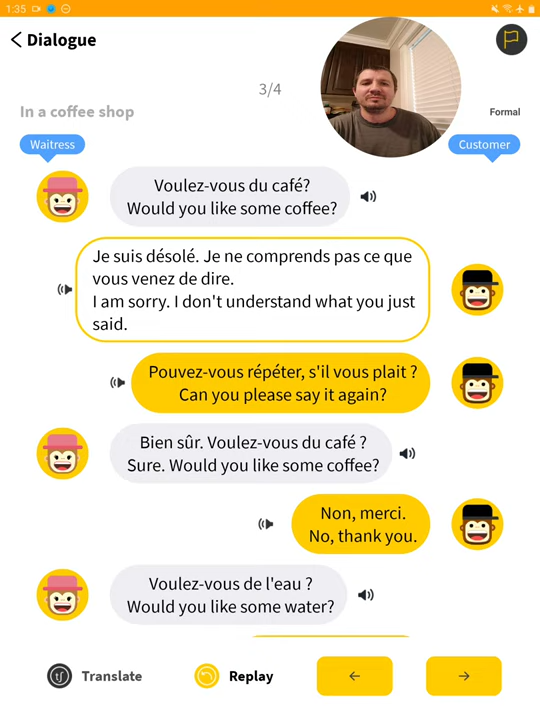 1:35
Dialogue
3/4
In a coffee shop
Formal
Waitress
Customer
Voulez-vous du café?
Would you like some coffee?
Je suis désolé. Je ne comprends pas ce que
vous venez de dire.
I am sorry. I don't understand what you just
said.
Pouvez-vous répéter, s'il vous plait ?
Can you please say it again?
Bien sûr. Voulez-vous du café ?
Sure. Would you like some coffee?
Non, merci.
No, thank you.
Voulez-vous de l'eau ?
Would you like some water?
Translate
Replay